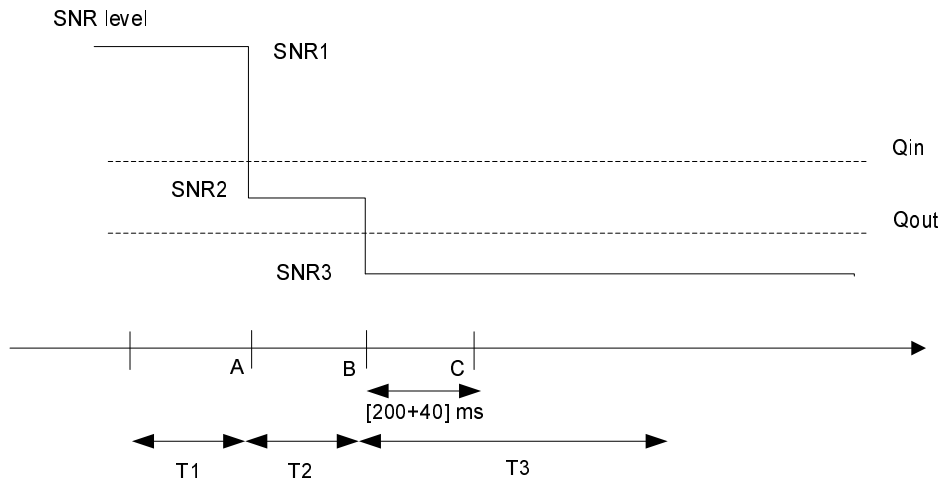 SNR level
SNR1
Qin
SNR2
Qout
SNR3
A
B
C
[200+40] ms
T1
T2
T3